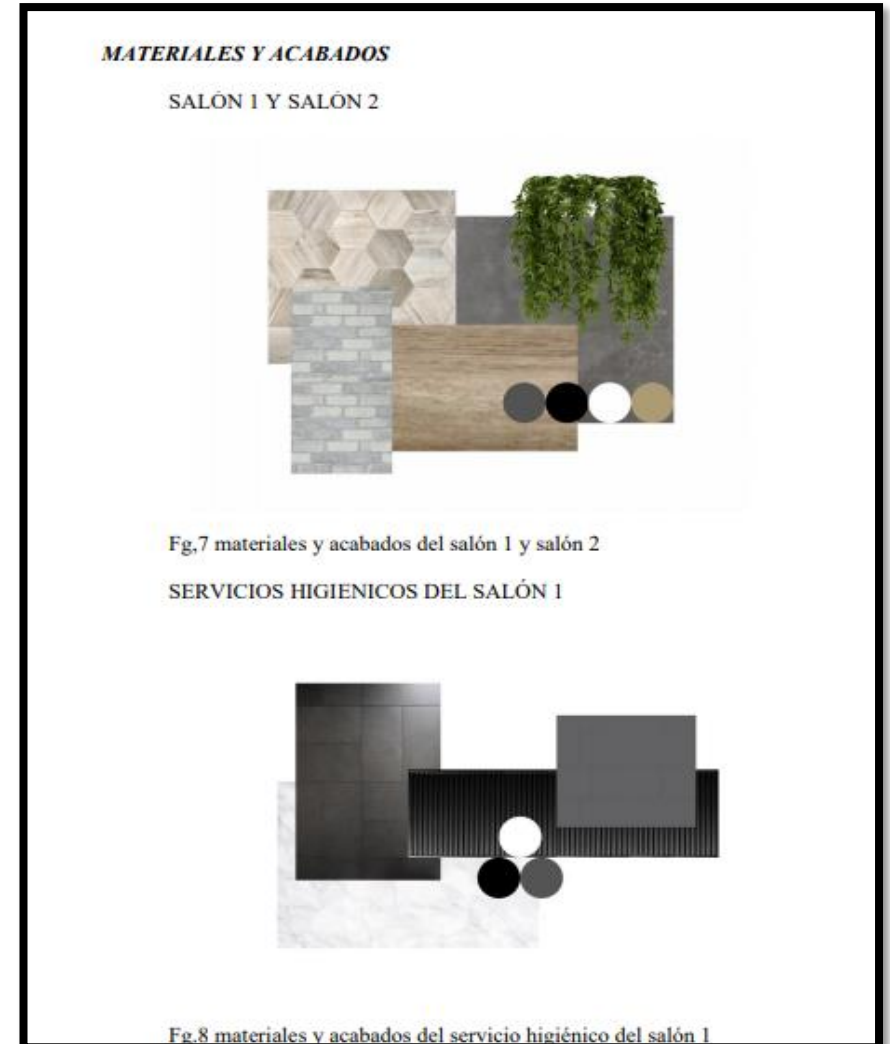 MATERIALES Y ACABADOS
SALÓN 1 Y SALÓN 2
Fg,7 materiales y acabados del salón 1 y salón 2
SERVICIOS HIGIENICOS DEL SALÓN 1
Fg.8 materiales y acabados del servicio higiénico del salón 1